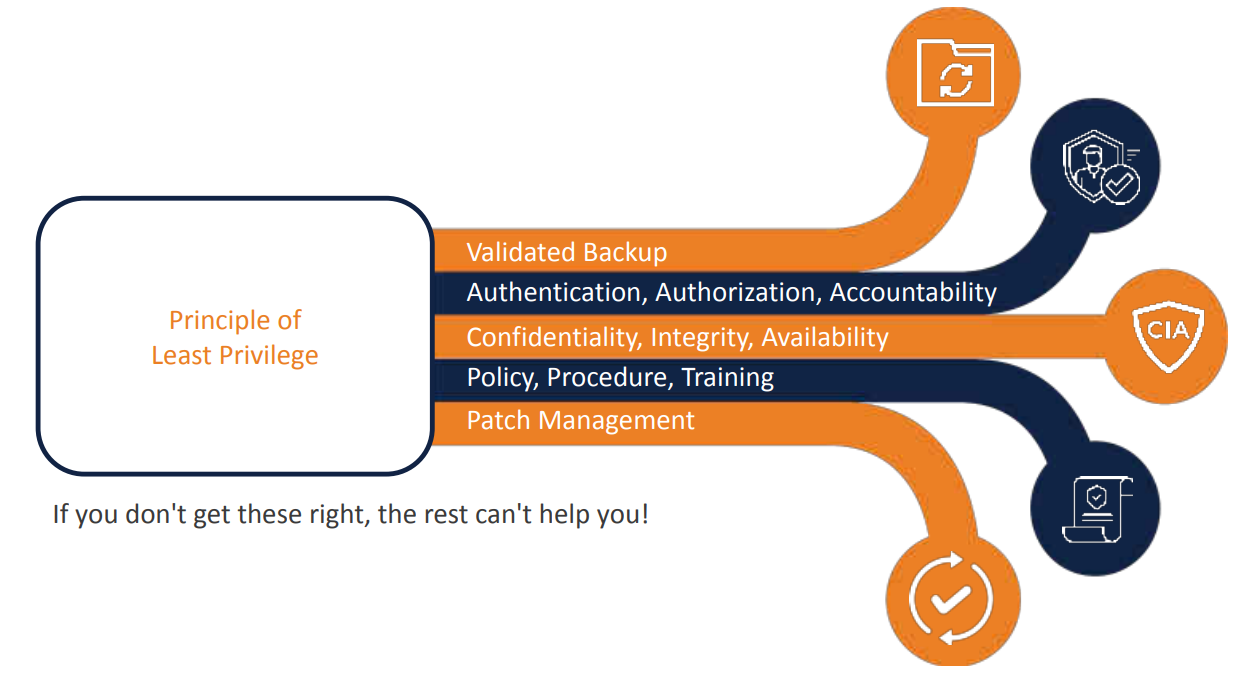 Principle of
Least Privilege
Validated Backup
Authentication, Authorization, Accountability
Confidentiality, Integrity, Availability
CIA
Policy, Procedure, Training
Patch Management
If you don't get these right, the rest can't help you!